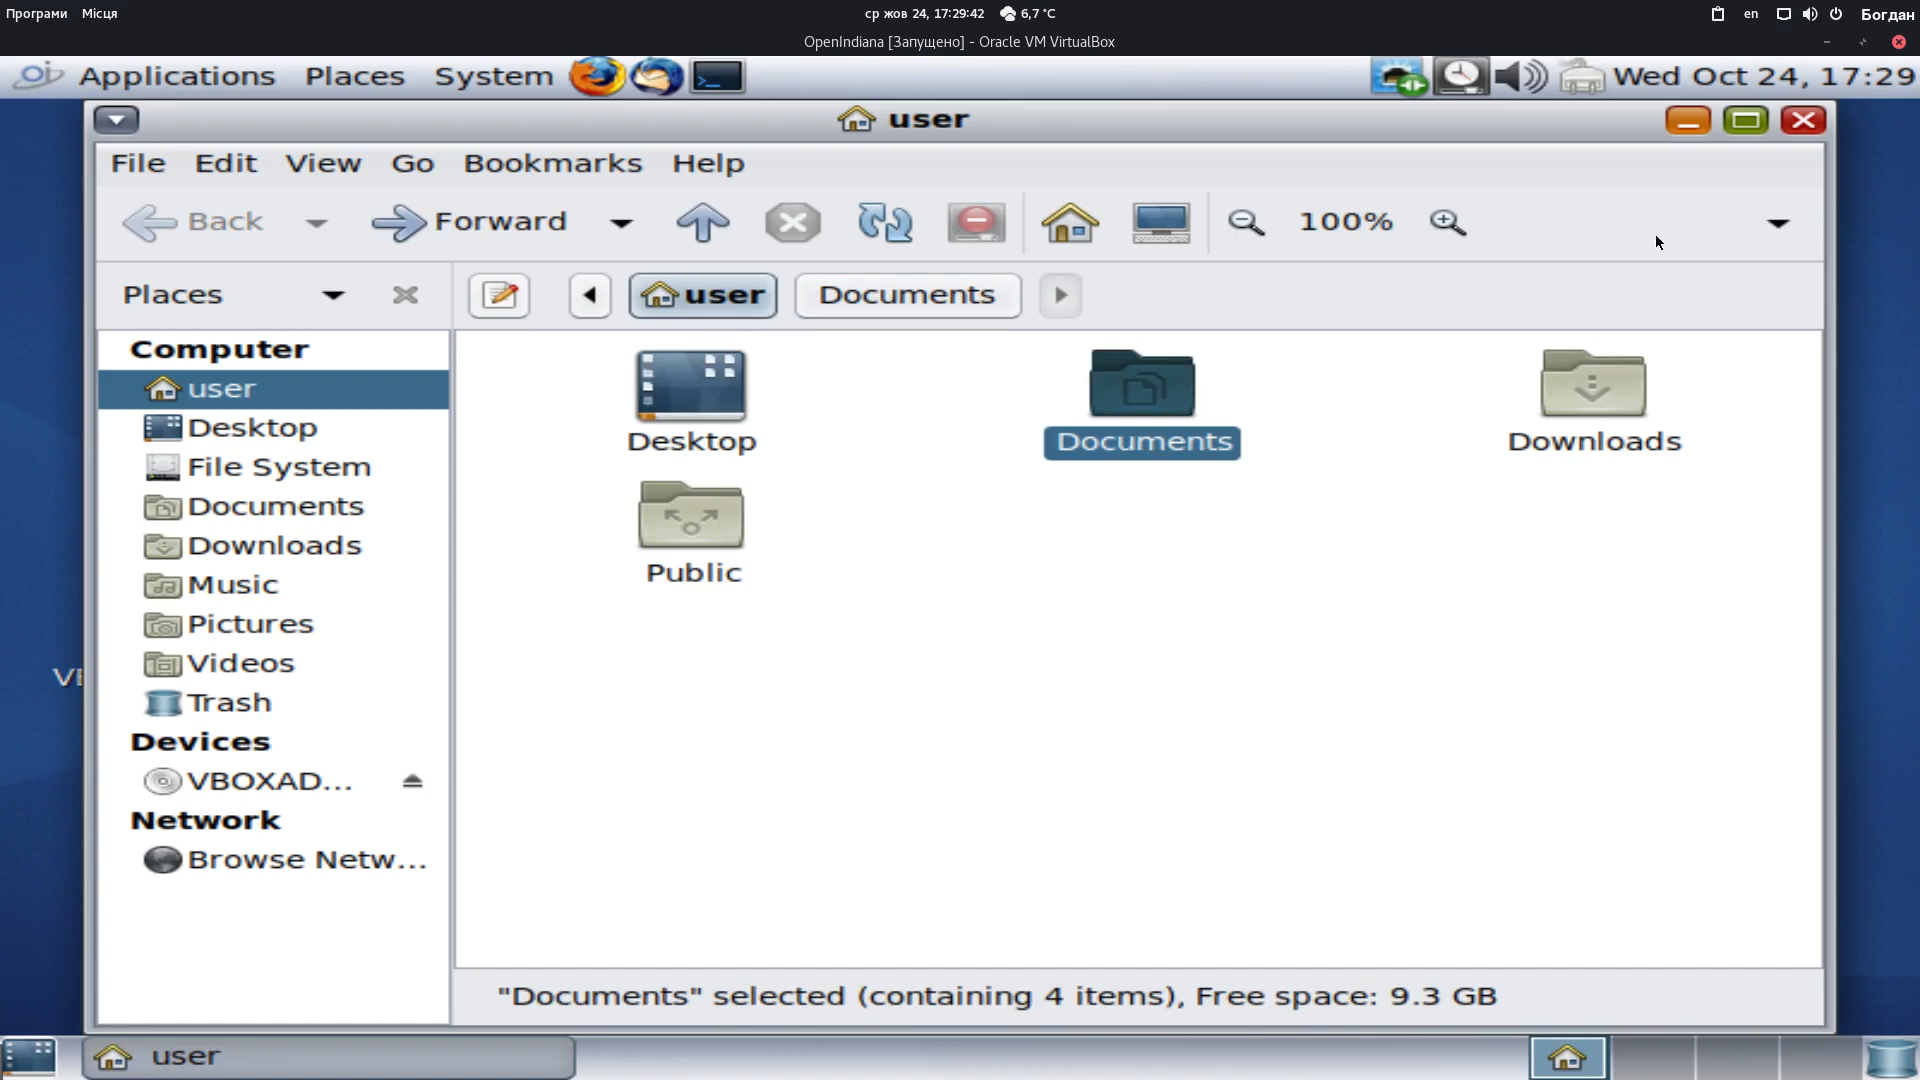 Програми Місця ср жов 24, 17:29:42 6,7 °C en Богдан
OpenIndiana [Запущено] - Oracle VM VirtualBox
Applications Places System Wed Oct 24, 17:29
user
File Edit View Go Bookmarks Help
Back Forward 100%
Places user Documents
Computer
user
Desktop
File System
Documents
Downloads
Music
Pictures
Videos
Trash
Devices
VBOXAD...
Network
Browse Netw...
Desktop Documents Downloads
Public
"Documents" selected (containing 4 items), Free space: 9.3 GB
user